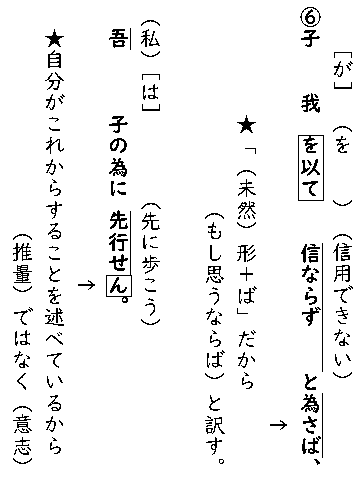 ［が］（を　　）（信用できない）
⑥子　我　を以て　信ならず　と為さば、
→
★「（未然）形＋ば」だから
（もし思うならば）と訳す。
（私）［は］　（先に歩こう）
吾　子の為に　先行せん。
→
★自分がこれからすることを述べているから
（推量）ではなく（意志）